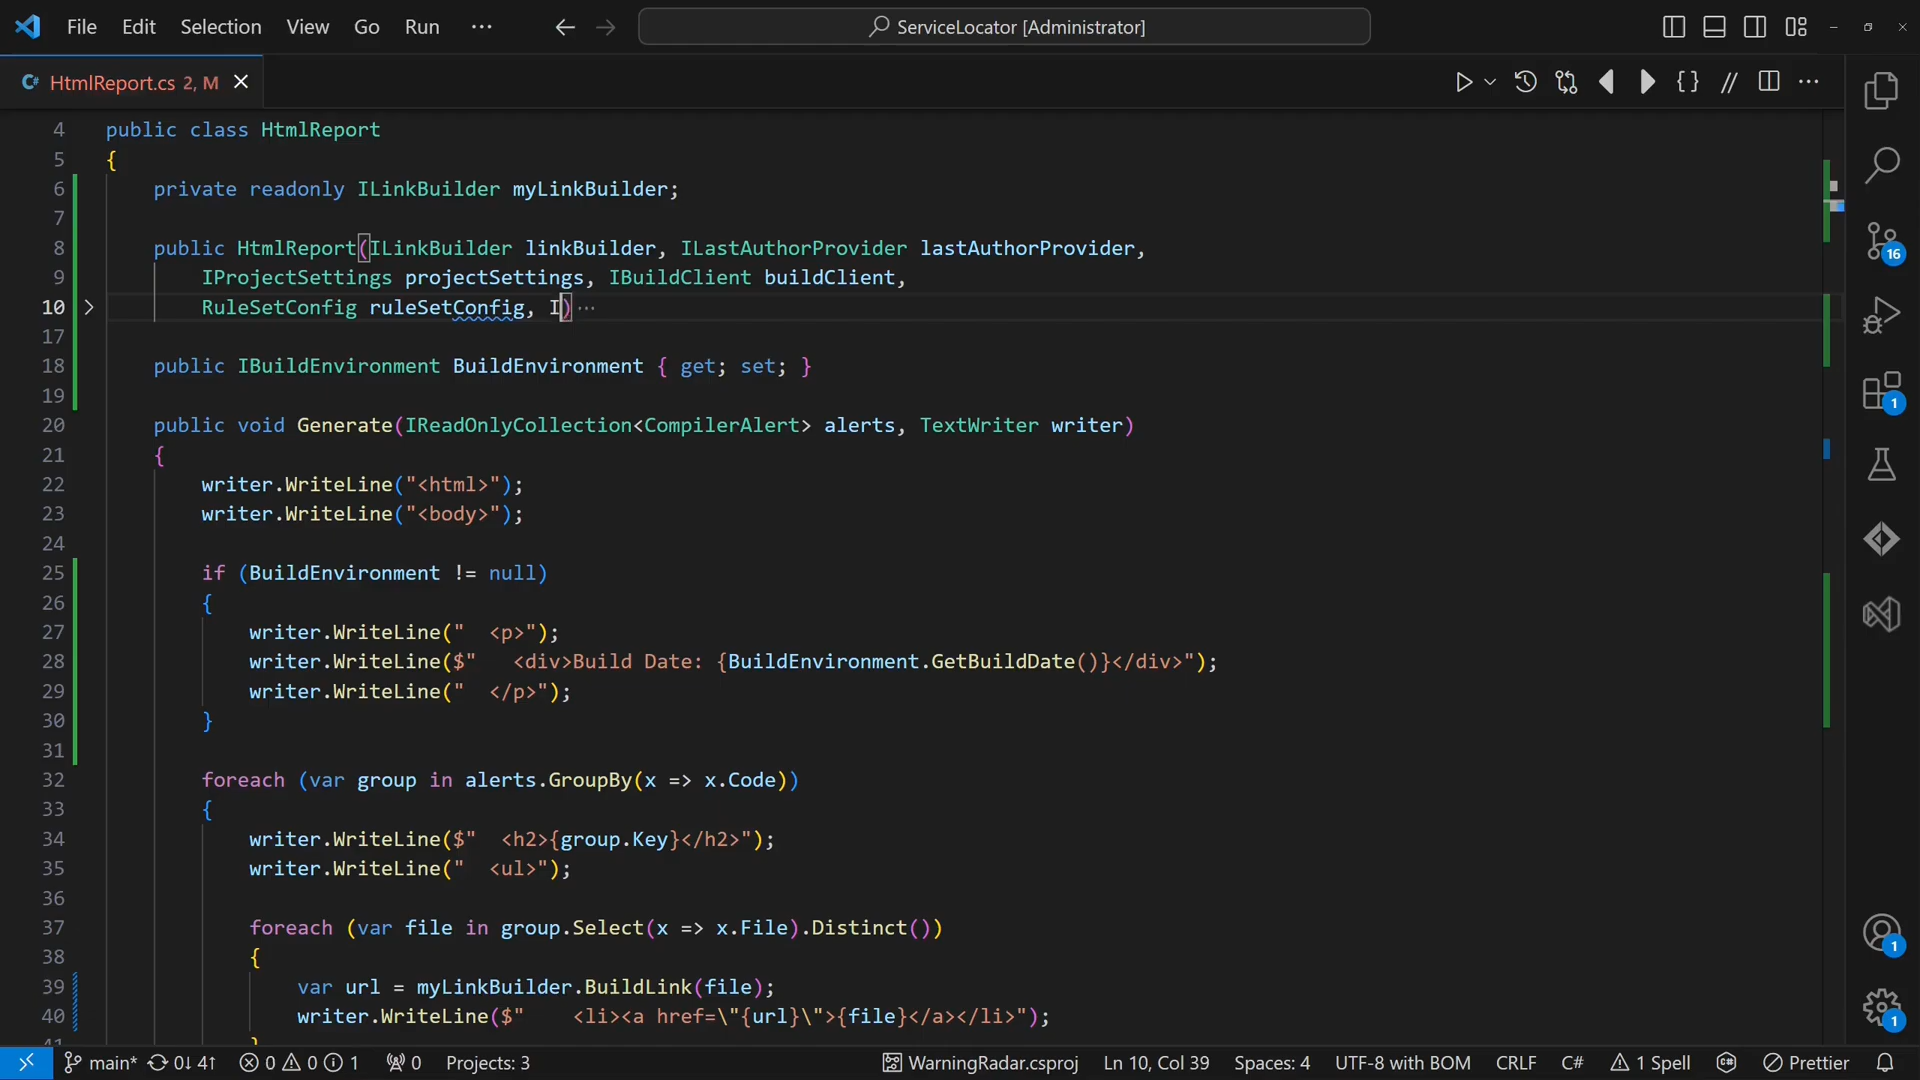 File Edit Selection View Go Run ··· ServiceLocator [Administrator]
C# HtmlReport.cs 2, M
4 public class HtmlReport
5 {
6 private readonly ILinkBuilder myLinkBuilder;
7
8 public HtmlReport(ILinkBuilder linkBuilder, ILastAuthorProvider lastAuthorProvider,
9 IProjectSettings projectSettings, IBuildClient buildClient,
10 RuleSetConfig ruleSetConfig, I) ···
17
18 public IBuildEnvironment BuildEnvironment { get; set; }
19
20 public void Generate(IReadOnlyCollection<CompilerAlert> alerts, TextWriter writer)
21 {
22 writer.WriteLine("<html>");
23 writer.WriteLine("<body>");
24
25 if (BuildEnvironment != null)
26 {
27 writer.WriteLine("  <p>");
28 writer.WriteLine($"   <div>Build Date: {BuildEnvironment.GetBuildDate()}</div>");
29 writer.WriteLine("  </p>");
30 }
31
32 foreach (var group in alerts.GroupBy(x => x.Code))
33 {
34 writer.WriteLine($"  <h2>{group.Key}</h2>");
35 writer.WriteLine("  <ul>");
36
37 foreach (var file in group.Select(x => x.File).Distinct())
38 {
39 var url = myLinkBuilder.BuildLink(file);
40 writer.WriteLine($"    <li><a href=\"{url}\">{file}</a></li>");
41 }
16
1
1
1
main* 0↓ 4↑ 0 0 1 0 Projects: 3 WarningRadar.csproj Ln 10, Col 39 Spaces: 4 UTF-8 with BOM CRLF C# 1 Spell Prettier